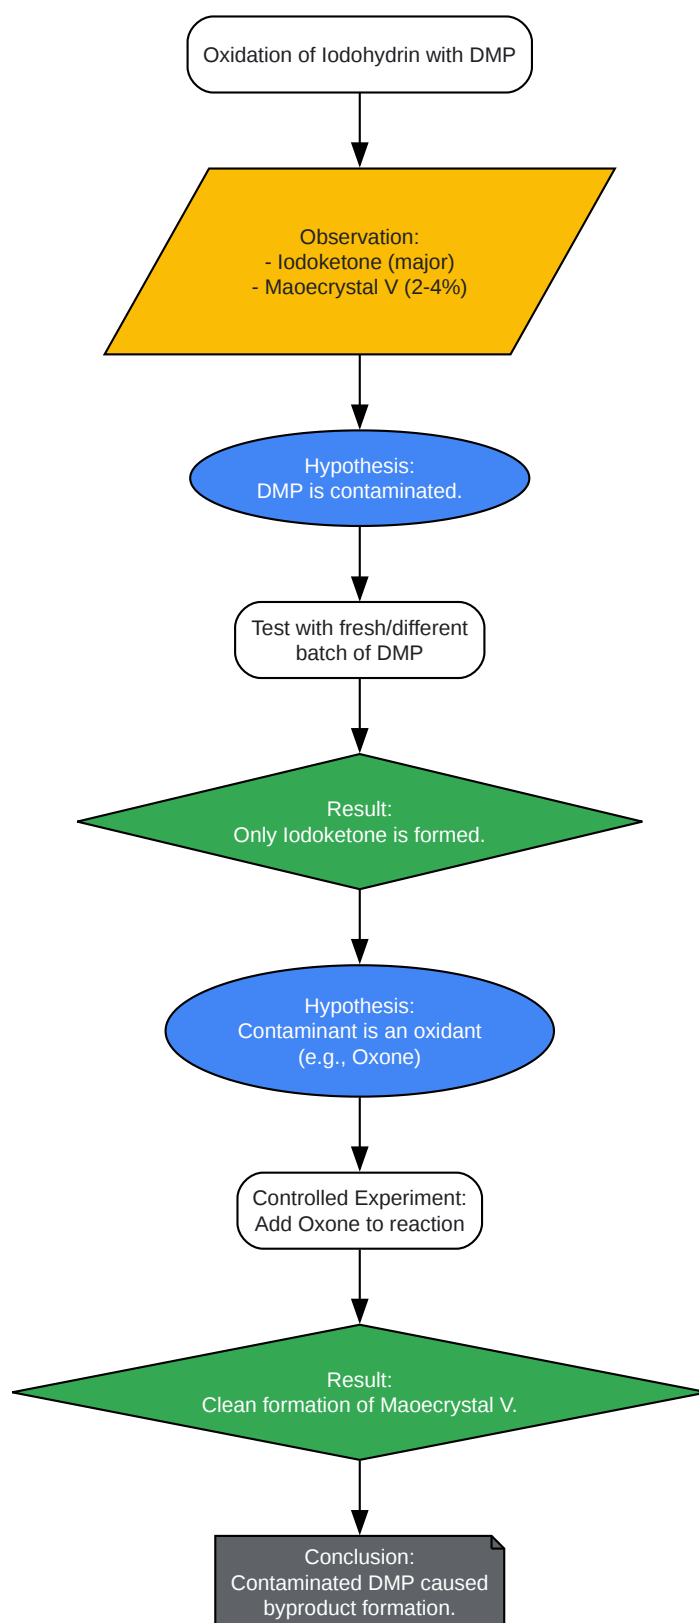 Oxidation of Iodohydrin with DMP
Observation:
- Iodoketone (major)
- Maoecrystal V (2-4%)
Hypothesis:
DMP is contaminated.
Test with fresh/different
batch of DMP
Result:
Only Iodoketone is formed.
Hypothesis:
Contaminant is an oxidant
(e.g., Oxone)
Controlled Experiment:
Add Oxone to reaction
Result:
Clean formation of Maoecrystal V.
Conclusion:
Contaminated DMP caused
byproduct formation.